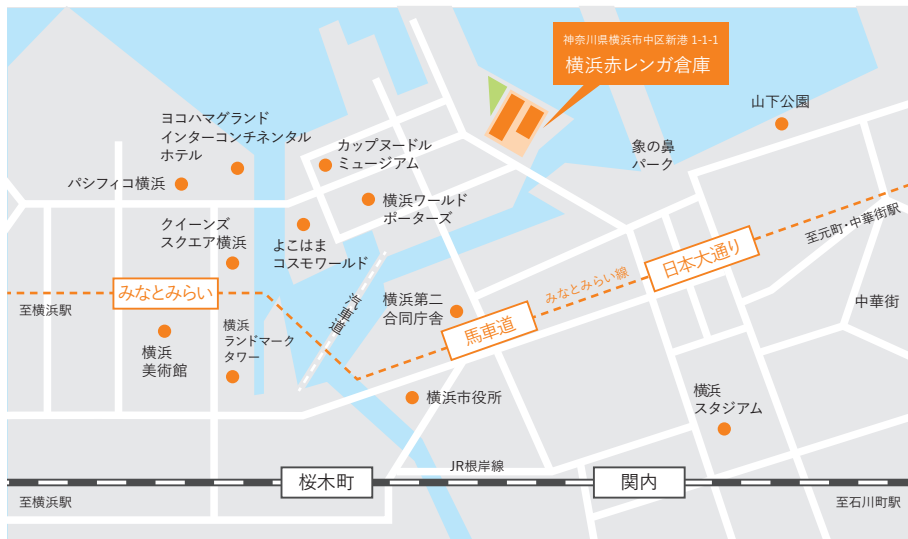 神奈川県横浜市中区新港 1-1-1
横浜赤レンガ倉庫
山下公園
ヨコハマグランド
インターコンチネンタル
ホテル
カップヌードル
ミュージアム
象の鼻
パーク
パシフィコ横浜
横浜ワールド
ポーターズ
クイーンズ
スクエア横浜
よこはま
コスモワールド
至元町・中華街駅
日本大通り
みなとみらい線
みなとみらい
至横浜駅
汽車道
横浜第二
合同庁舎
馬車道
中華街
横浜
美術館
横浜
ランドマーク
タワー
横浜市役所
横浜
スタジアム
JR根岸線
桜木町
関内
至横浜駅
至石川町駅